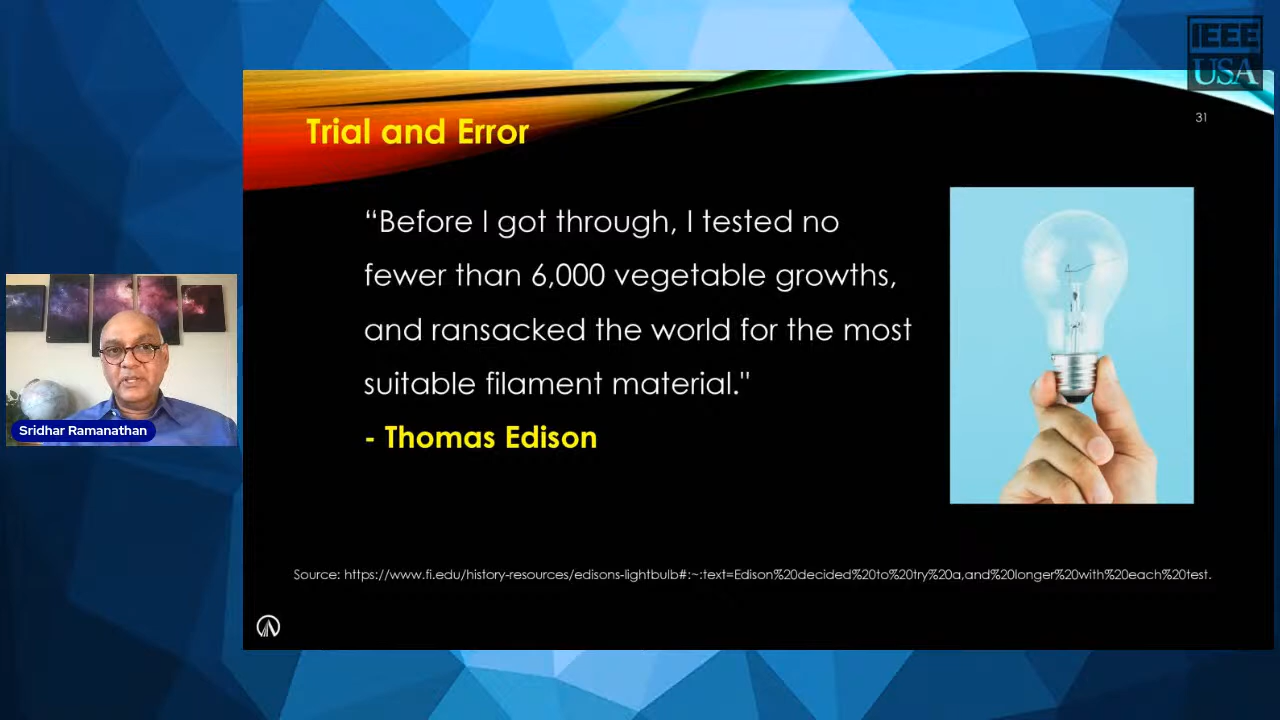 IEEE
USA
31
Trial and Error
“Before I got through, I tested no
fewer than 6,000 vegetable growths,
and ransacked the world for the most
suitable filament material."
- Thomas Edison
Sridhar Ramanathan
Source: https://www.fi.edu/history-resources/edisons-lightbulb#:~:text=Edison%20decided%20to%20try%20a,and%20longer%20with%20each%20test.